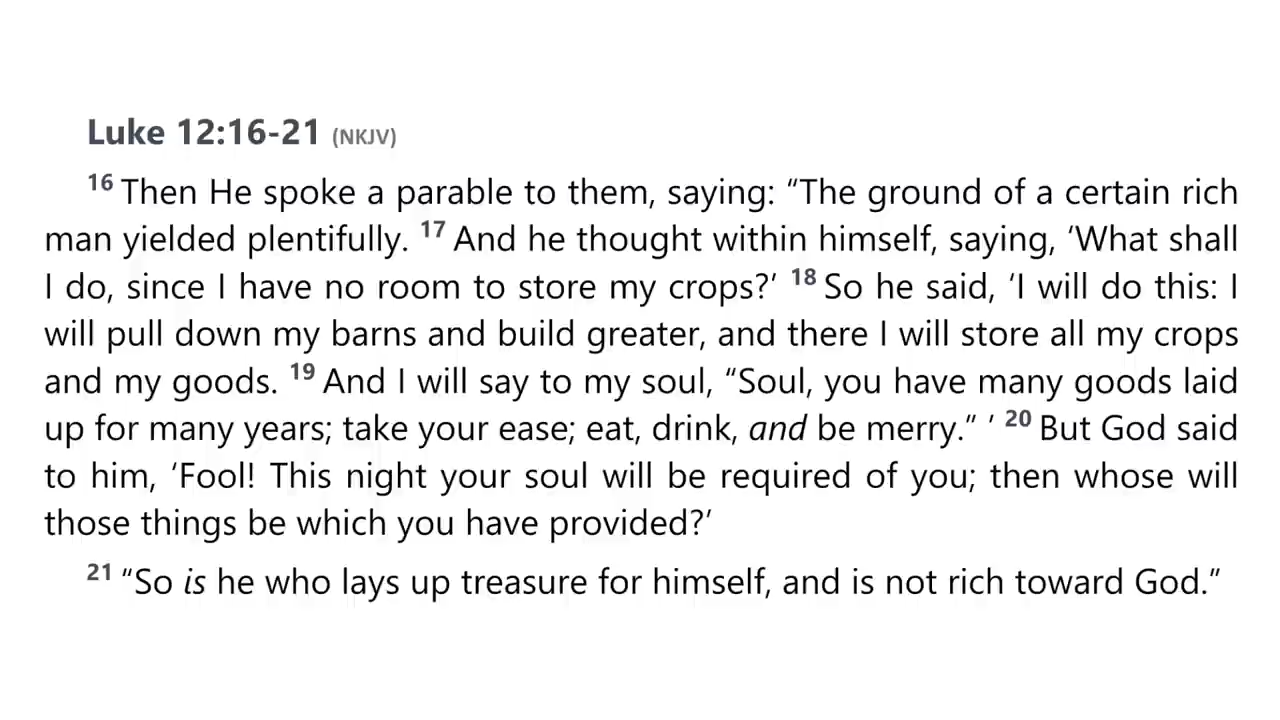 Luke 12:16-21 (NKJV)
16 Then He spoke a parable to them, saying: “The ground of a certain rich
man yielded plentifully. 17 And he thought within himself, saying, ‘What shall
I do, since I have no room to store my crops?’ 18 So he said, ‘I will do this: I
will pull down my barns and build greater, and there I will store all my crops
and my goods. 19 And I will say to my soul, “Soul, you have many goods laid
up for many years; take your ease; eat, drink, and be merry.” ’ 20 But God said
to him, ‘Fool! This night your soul will be required of you; then whose will
those things be which you have provided?’
21 “So is he who lays up treasure for himself, and is not rich toward God.”